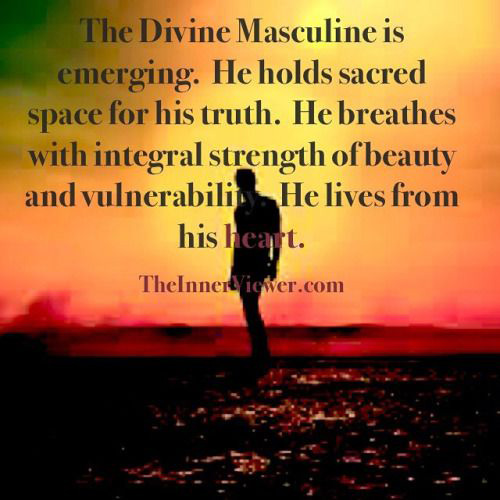 The Divine Masculine is
emerging. He holds sacred
space for his truth. He breathes
with integral strength of beauty
and vulnerability. He lives from
his heart.
TheInnerViewer.com